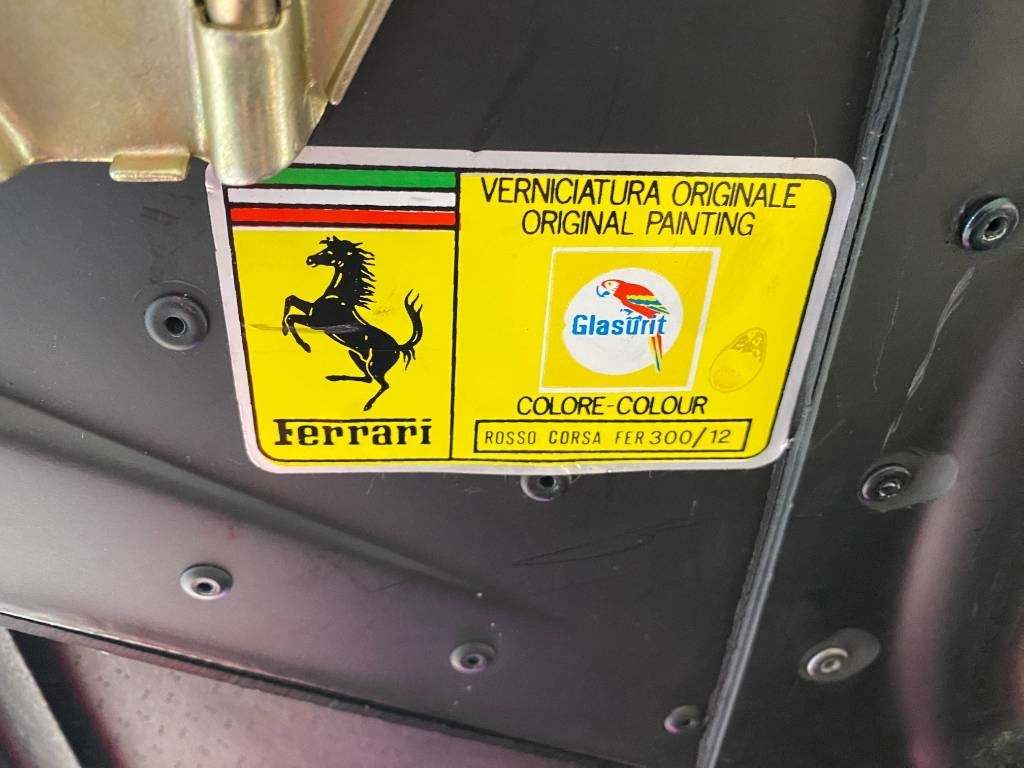 VERNICIATURA ORIGINALE
ORIGINAL PAINTING
Glasurit
COLORE-COLOUR
ROSSO CORSA FER 300/12
Ferrari